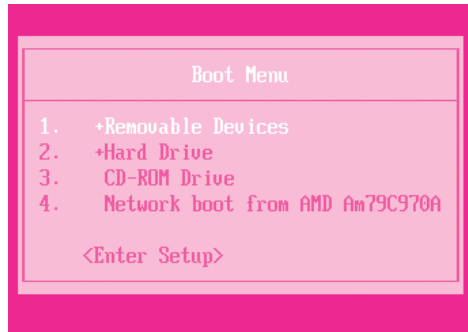 Boot Menu
1. +Removable Devices
2. +Hard Drive
3. CD-ROM Drive
4. Network boot from AMD Am79C970A
<Enter Setup>